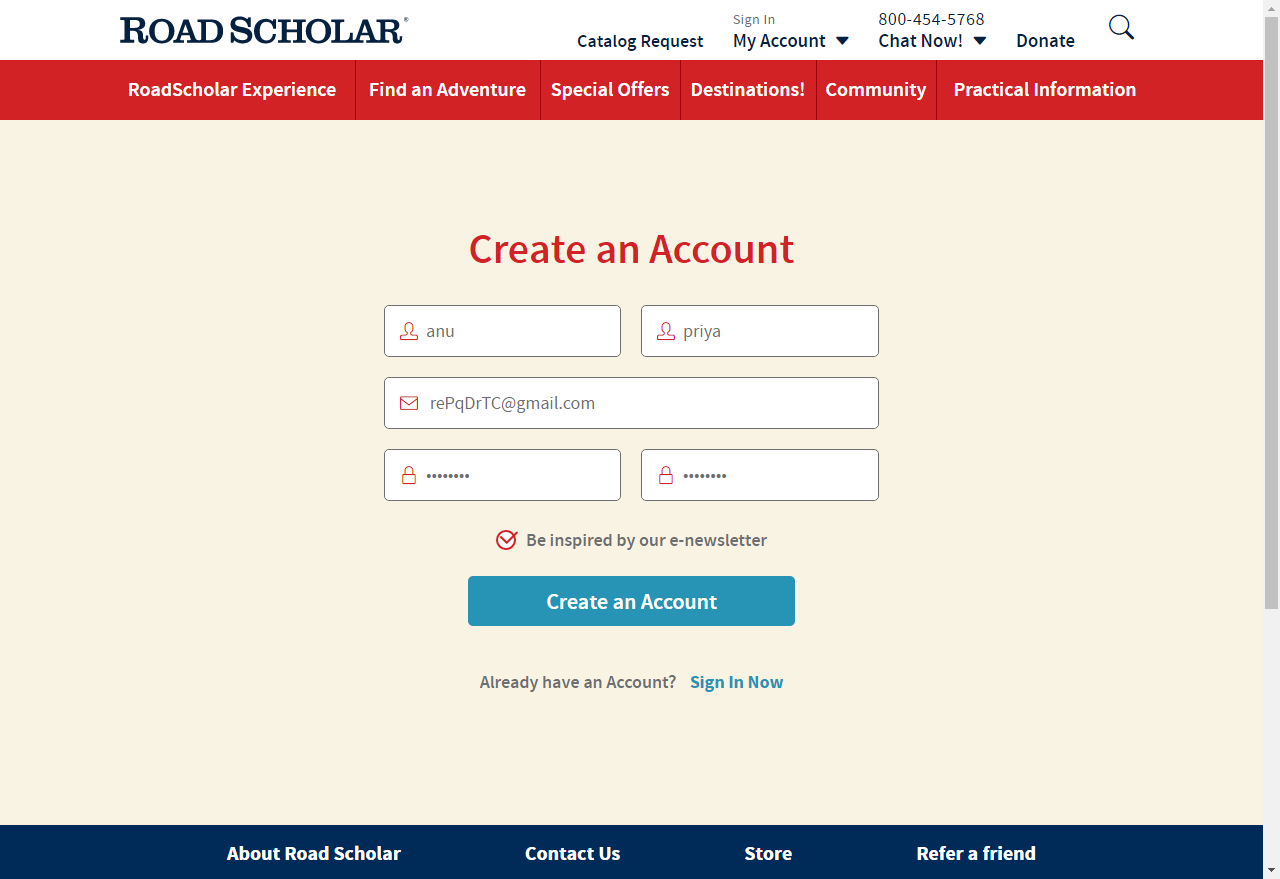 ROAD SCHOLAR®
Sign In
800-454-5768
Catalog Request
My Account
Chat Now!
Donate
RoadScholar Experience
Find an Adventure
Special Offers
Destinations!
Community
Practical Information
Create an Account
anu
priya
rePqDrTC@gmail.com
••••••••
••••••••
Be inspired by our e-newsletter
Create an Account
Already have an Account? Sign In Now
About Road Scholar
Contact Us
Store
Refer a friend